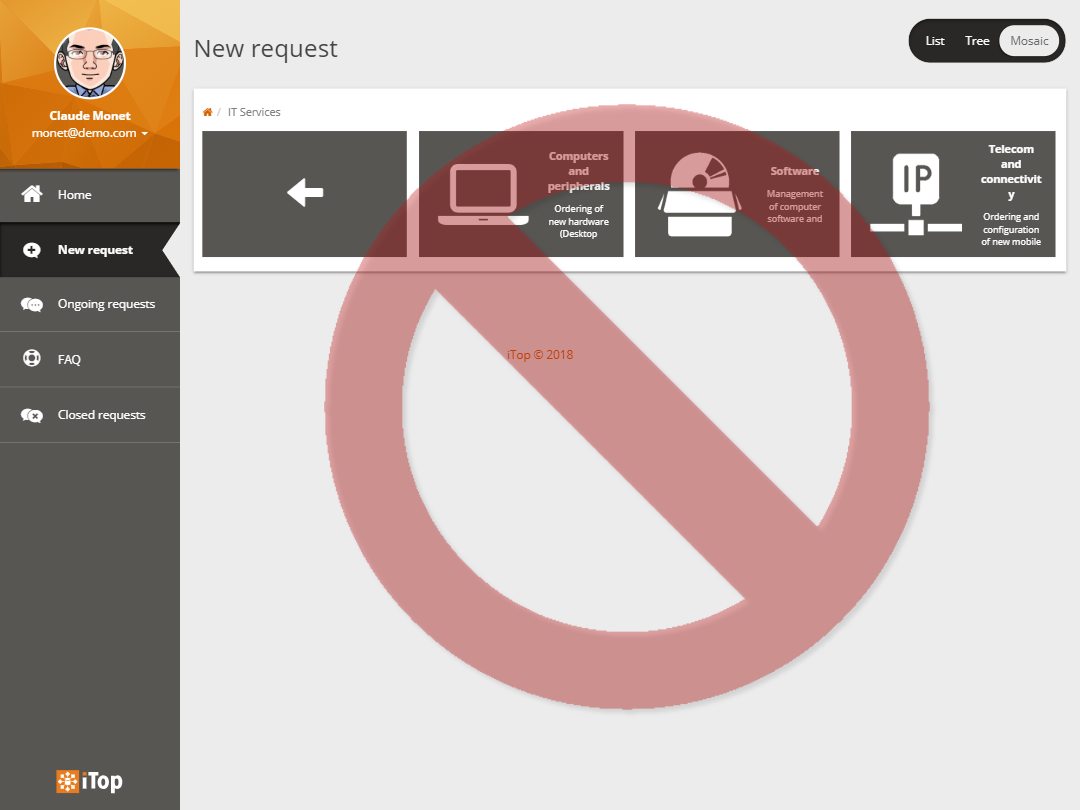 Claude Monet
monet@demo.com
Home
New request
Ongoing requests
FAQ
Closed requests
iTop
New request
List
Tree
Mosaic
/ IT Services
Computers
and
peripherals
Ordering of
new hardware
(Desktop
Software
Management
of computer
software and
IP
Telecom
and
connectivit
y
Ordering and
configuration
of new mobile
iTop © 2018